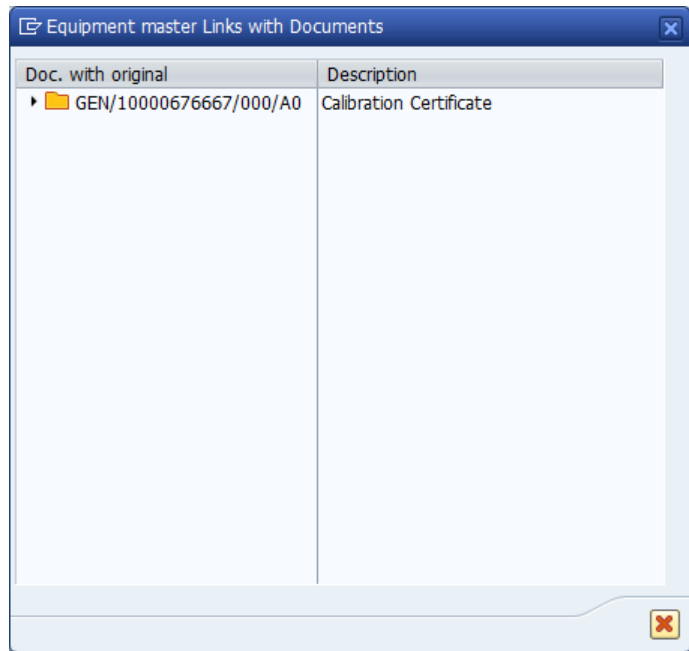 Equipment master Links with Documents
Doc. with original Description
GEN/10000676667/000/A0 Calibration Certificate